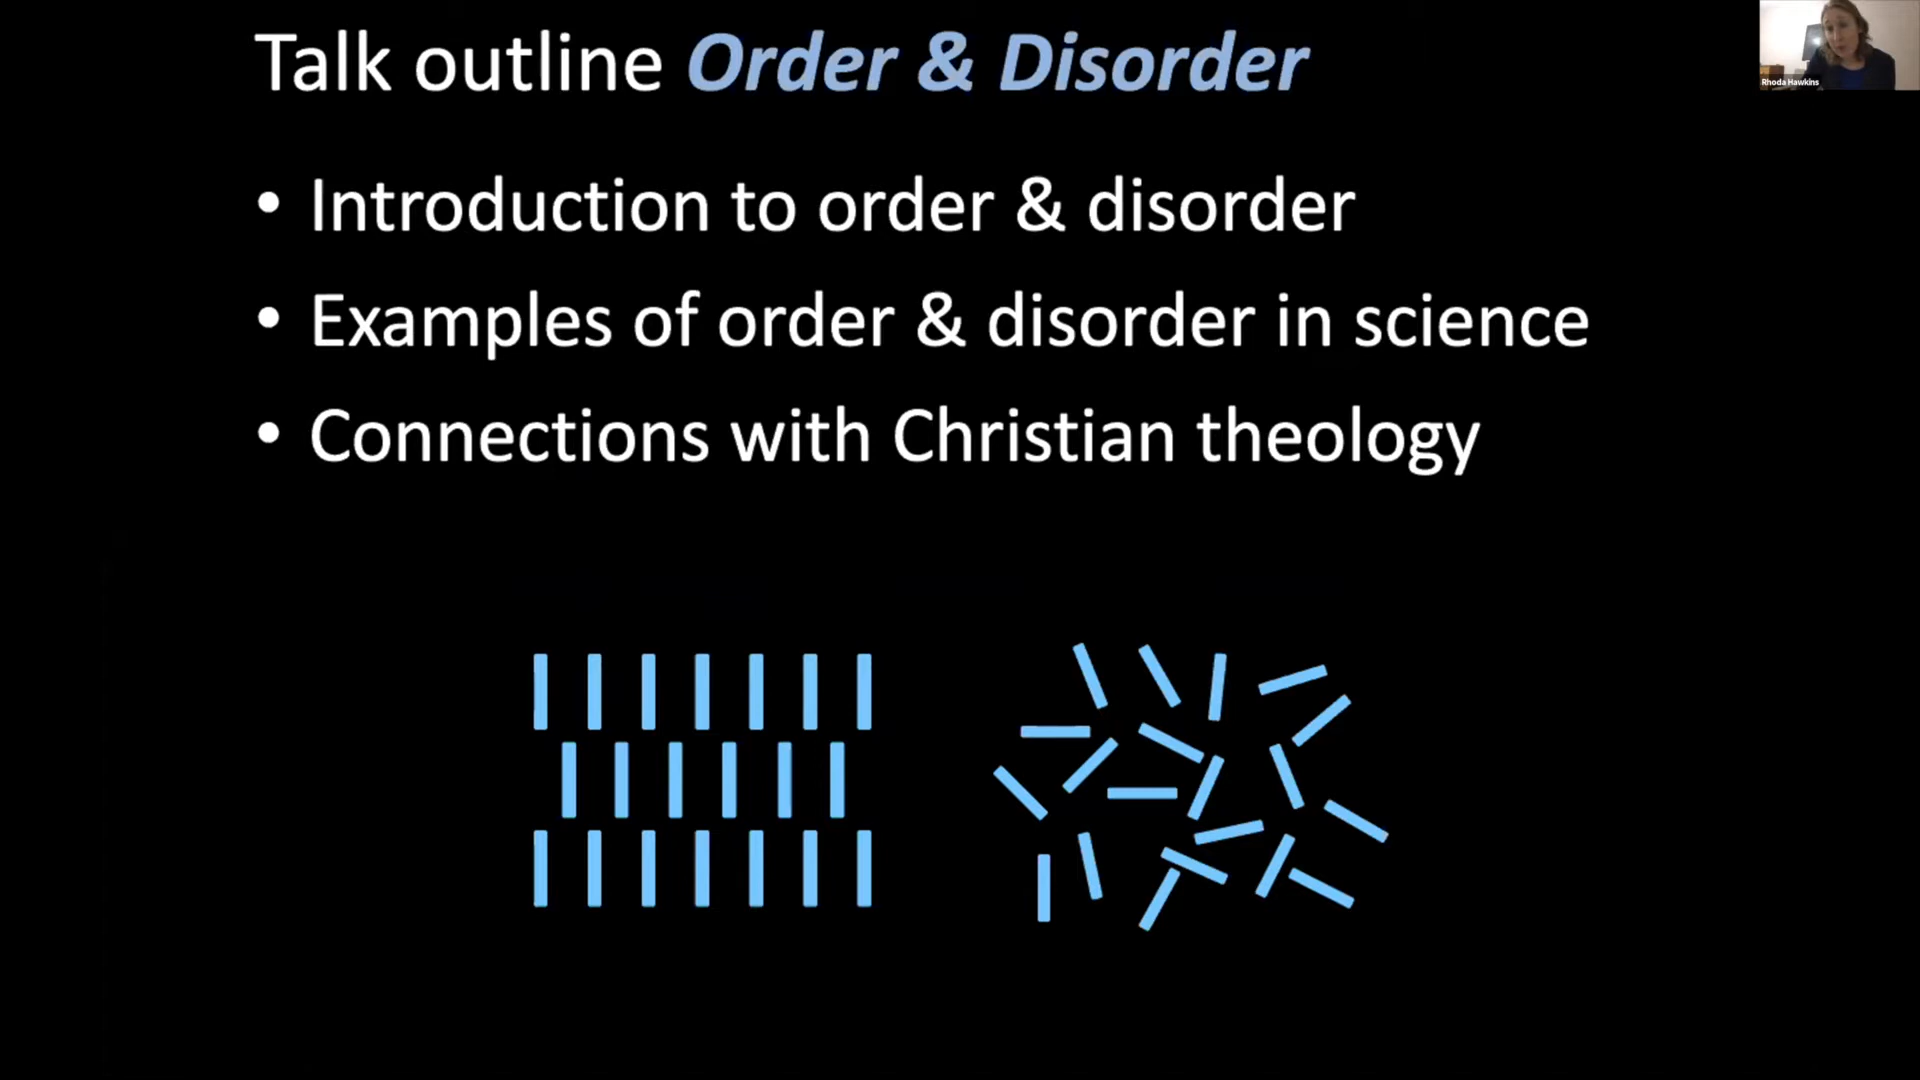 Talk outline Order & Disorder
Rhoda Hawkins
• Introduction to order & disorder
• Examples of order & disorder in science
• Connections with Christian theology